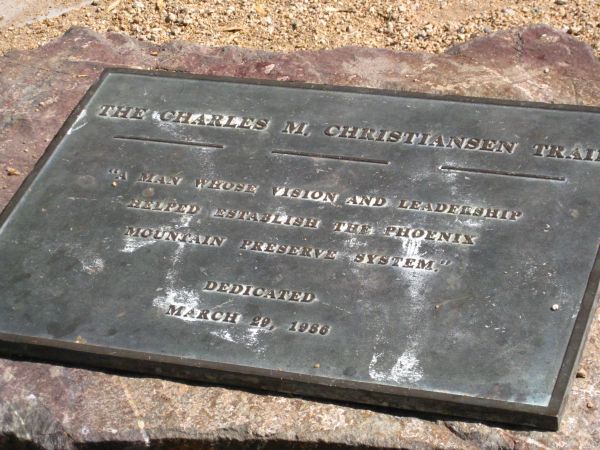 THE CHARLES M. CHRISTIANSEN TRAIL
"A MAN WHOSE VISION AND LEADERSHIP
HELPED ESTABLISH THE PHOENIX
MOUNTAIN PRESERVE SYSTEM."
DEDICATED
MARCH 29, 1986